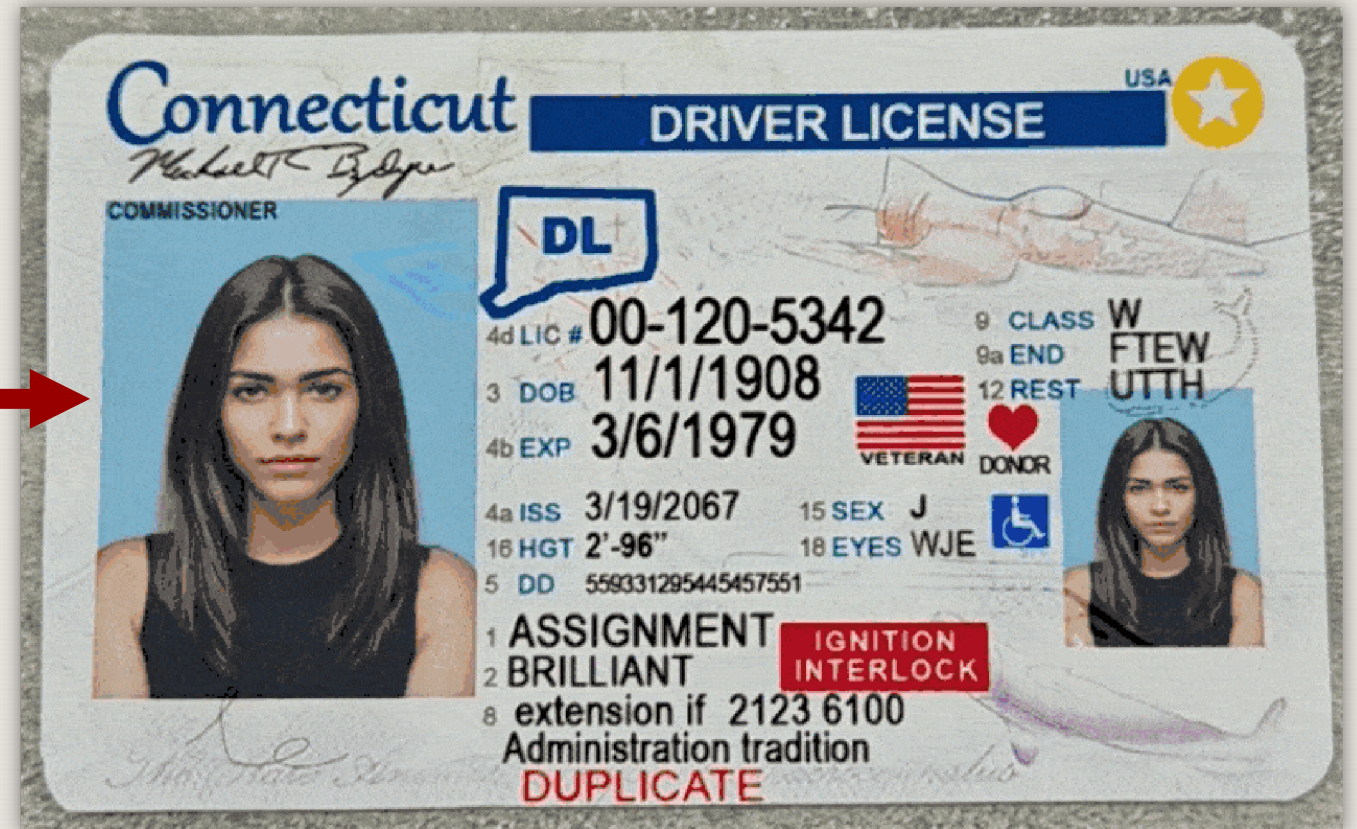 Connecticut
USA
DRIVER LICENSE
COMMISSIONER
DL
4d LIC # 00-120-5342
9 CLASS W
9a END FTEW
12 REST UTTH
3 DOB 11/1/1908
4b EXP 3/6/1979
VETERAN
DONOR
4a ISS 3/19/2067
15 SEX J
16 HGT 2'-96”
18 EYES WJE
5 DD 559331295445457551
1 ASSIGNMENT
2 BRILLIANT
IGNITION
INTERLOCK
8 extension if 2123 6100
Administration tradition
DUPLICATE